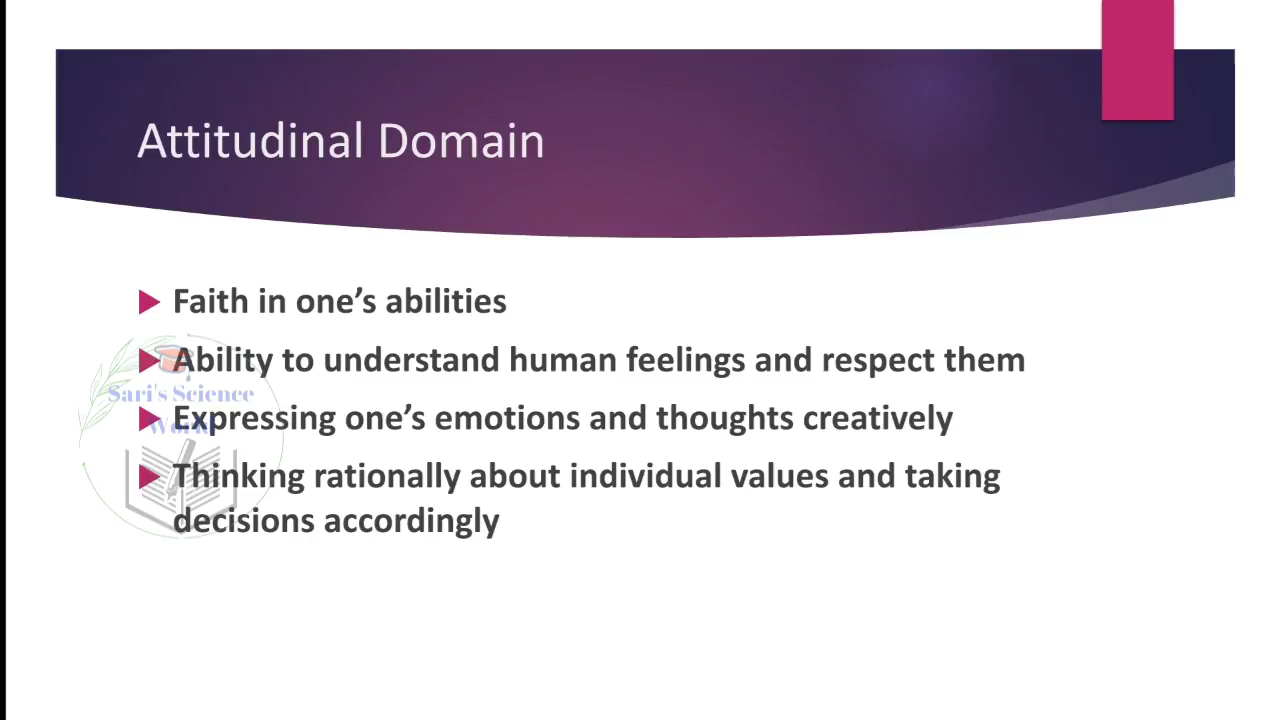 Attitudinal Domain
Faith in one’s abilities
Ability to understand human feelings and respect them
Sari's Science
Expressing one’s emotions and thoughts creatively
World
Thinking rationally about individual values and taking
decisions accordingly